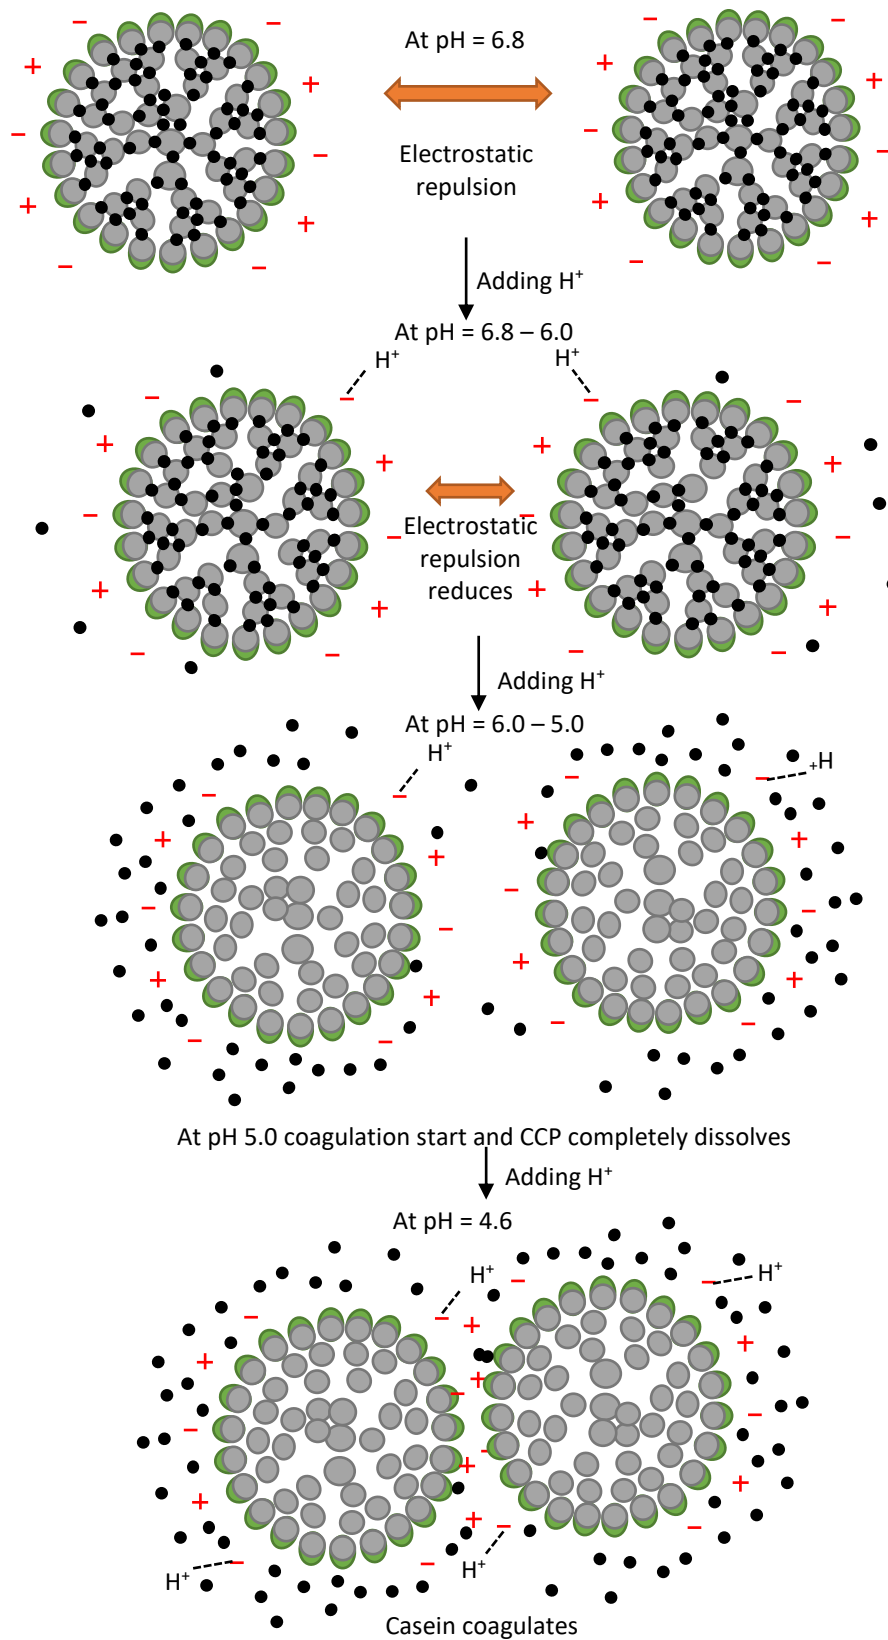 At pH = 6.8
Electrostatic
repulsion
Adding H⁺
At pH = 6.8 – 6.0
H⁺
H⁺
Electrostatic
repulsion
reduces
Adding H⁺
At pH = 6.0 – 5.0
H⁺
⁺H
At pH 5.0 coagulation start and CCP completely dissolves
Adding H⁺
At pH = 4.6
H⁺
H⁺
H⁺
H⁺
Casein coagulates